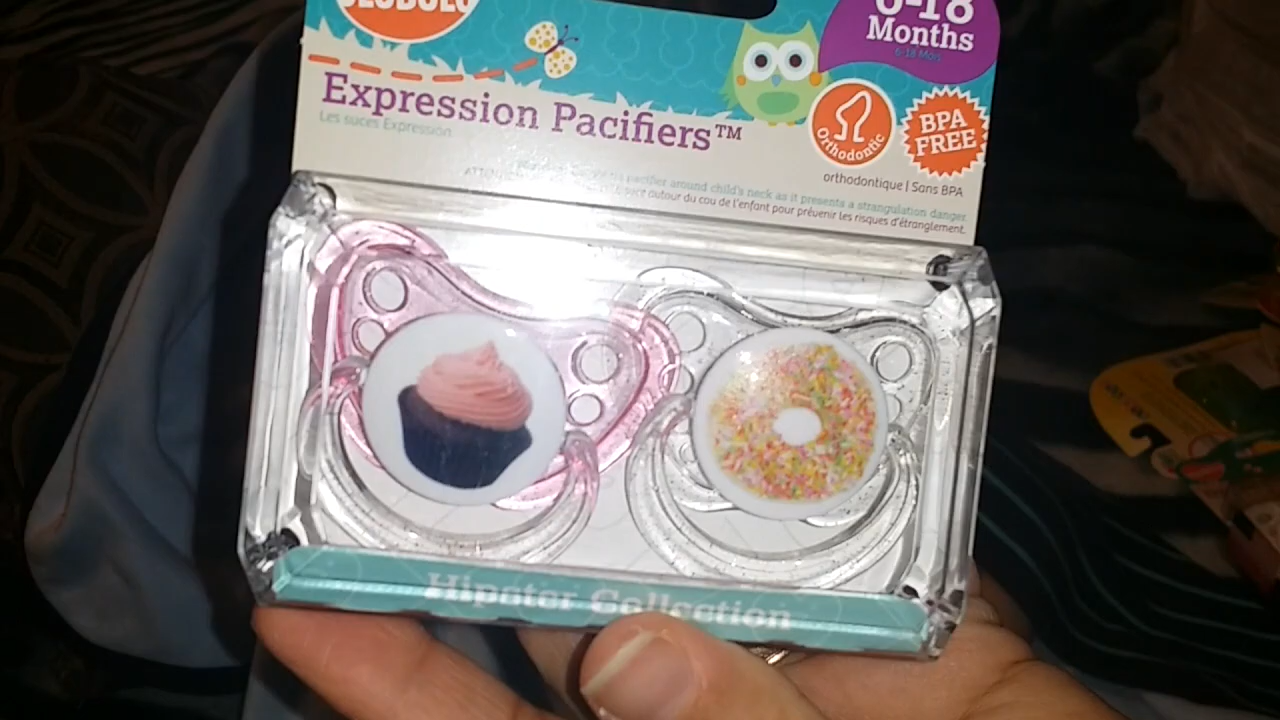 6-18
Months
6-18 Mois
Expression Pacifiers™
Les suces Expression
Orthodontic
BPA
FREE
orthodontique | Sans BPA
pacifier around child's neck as it presents a strangulation danger.
autour du cou de l'enfant pour prévenir les risques d'étranglement.
Hipster Collection